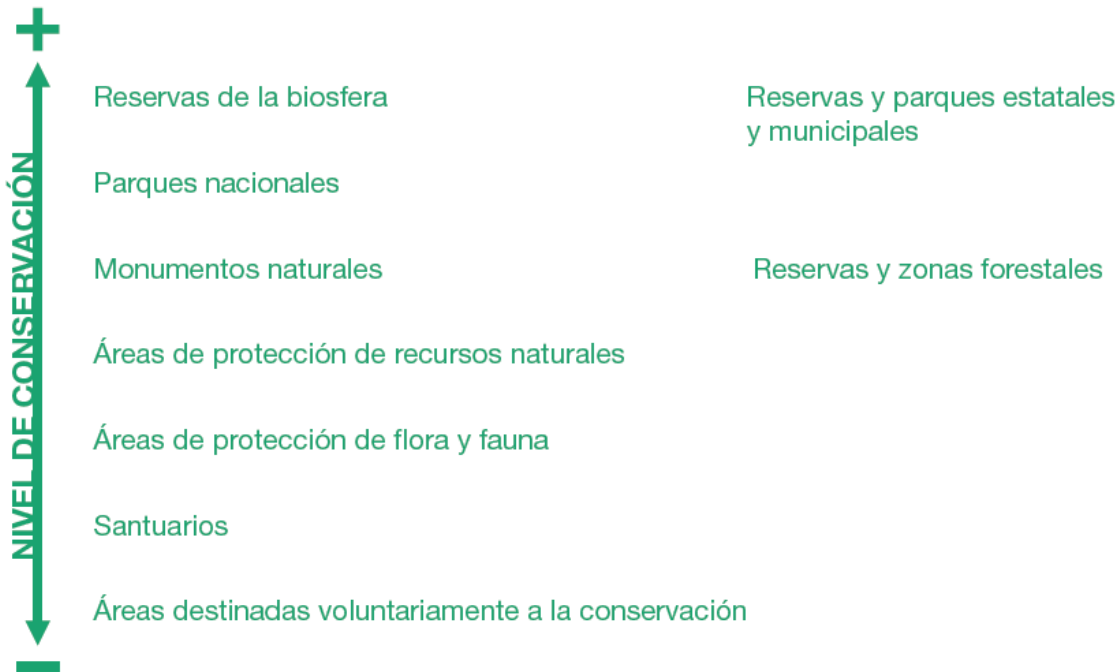 +
NIVEL DE CONSERVACIÓN
Reservas de la biosfera
Parques nacionales
Monumentos naturales
Áreas de protección de recursos naturales
Áreas de protección de flora y fauna
Santuarios
Áreas destinadas voluntariamente a la conservación
Reservas y parques estatales
y municipales
Reservas y zonas forestales